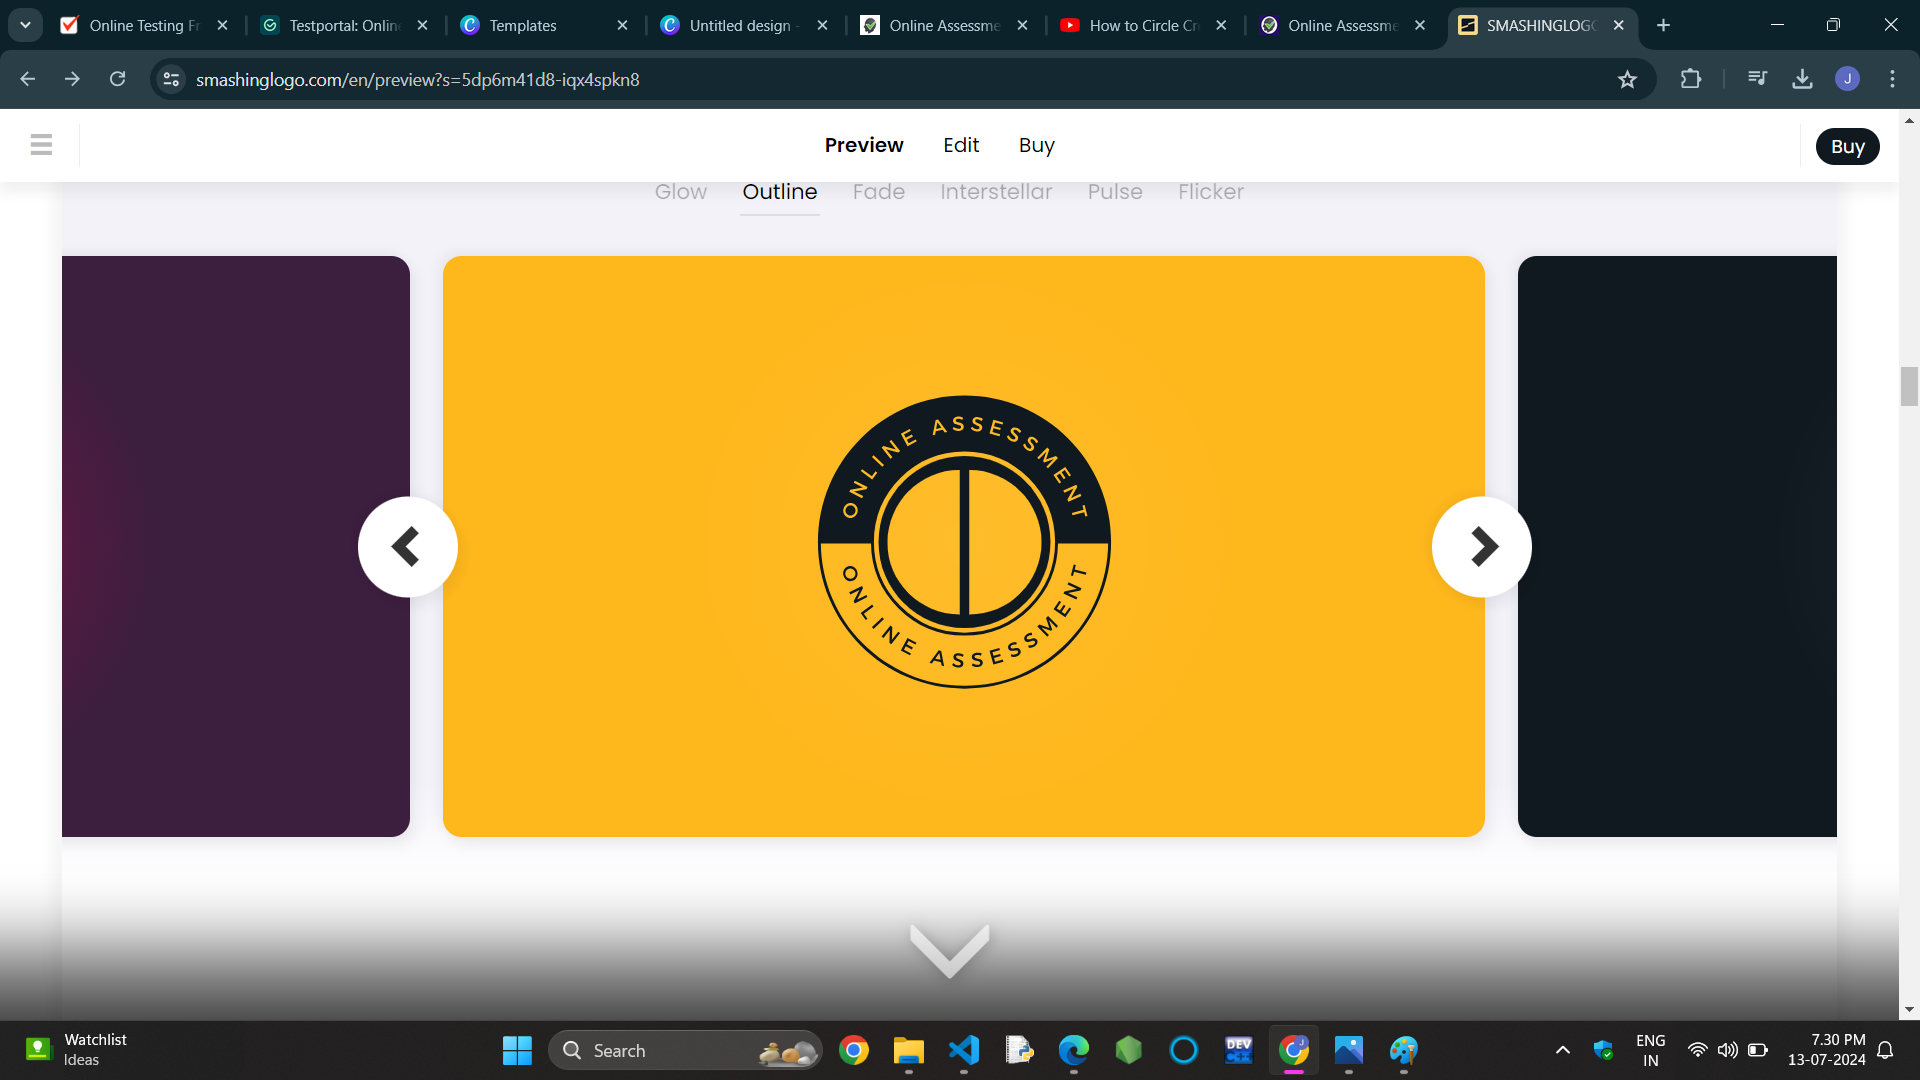 Online Testing Fr
Testportal: Online
Templates
Untitled design -
Online Assessme
How to Circle Cr
Online Assessme
SMASHINGLOGO
smashinglogo.com/en/preview?s=5dp6m41d8-iqx4spkn8
J
Preview
Edit
Buy
Buy
Glow
Outline
Fade
Interstellar
Pulse
Flicker
ONLINE ASSESSMENT
ONLINE ASSESSMENT
Watchlist
Ideas
Search
DEV
C++
J
ENG
IN
7.30 PM
13-07-2024